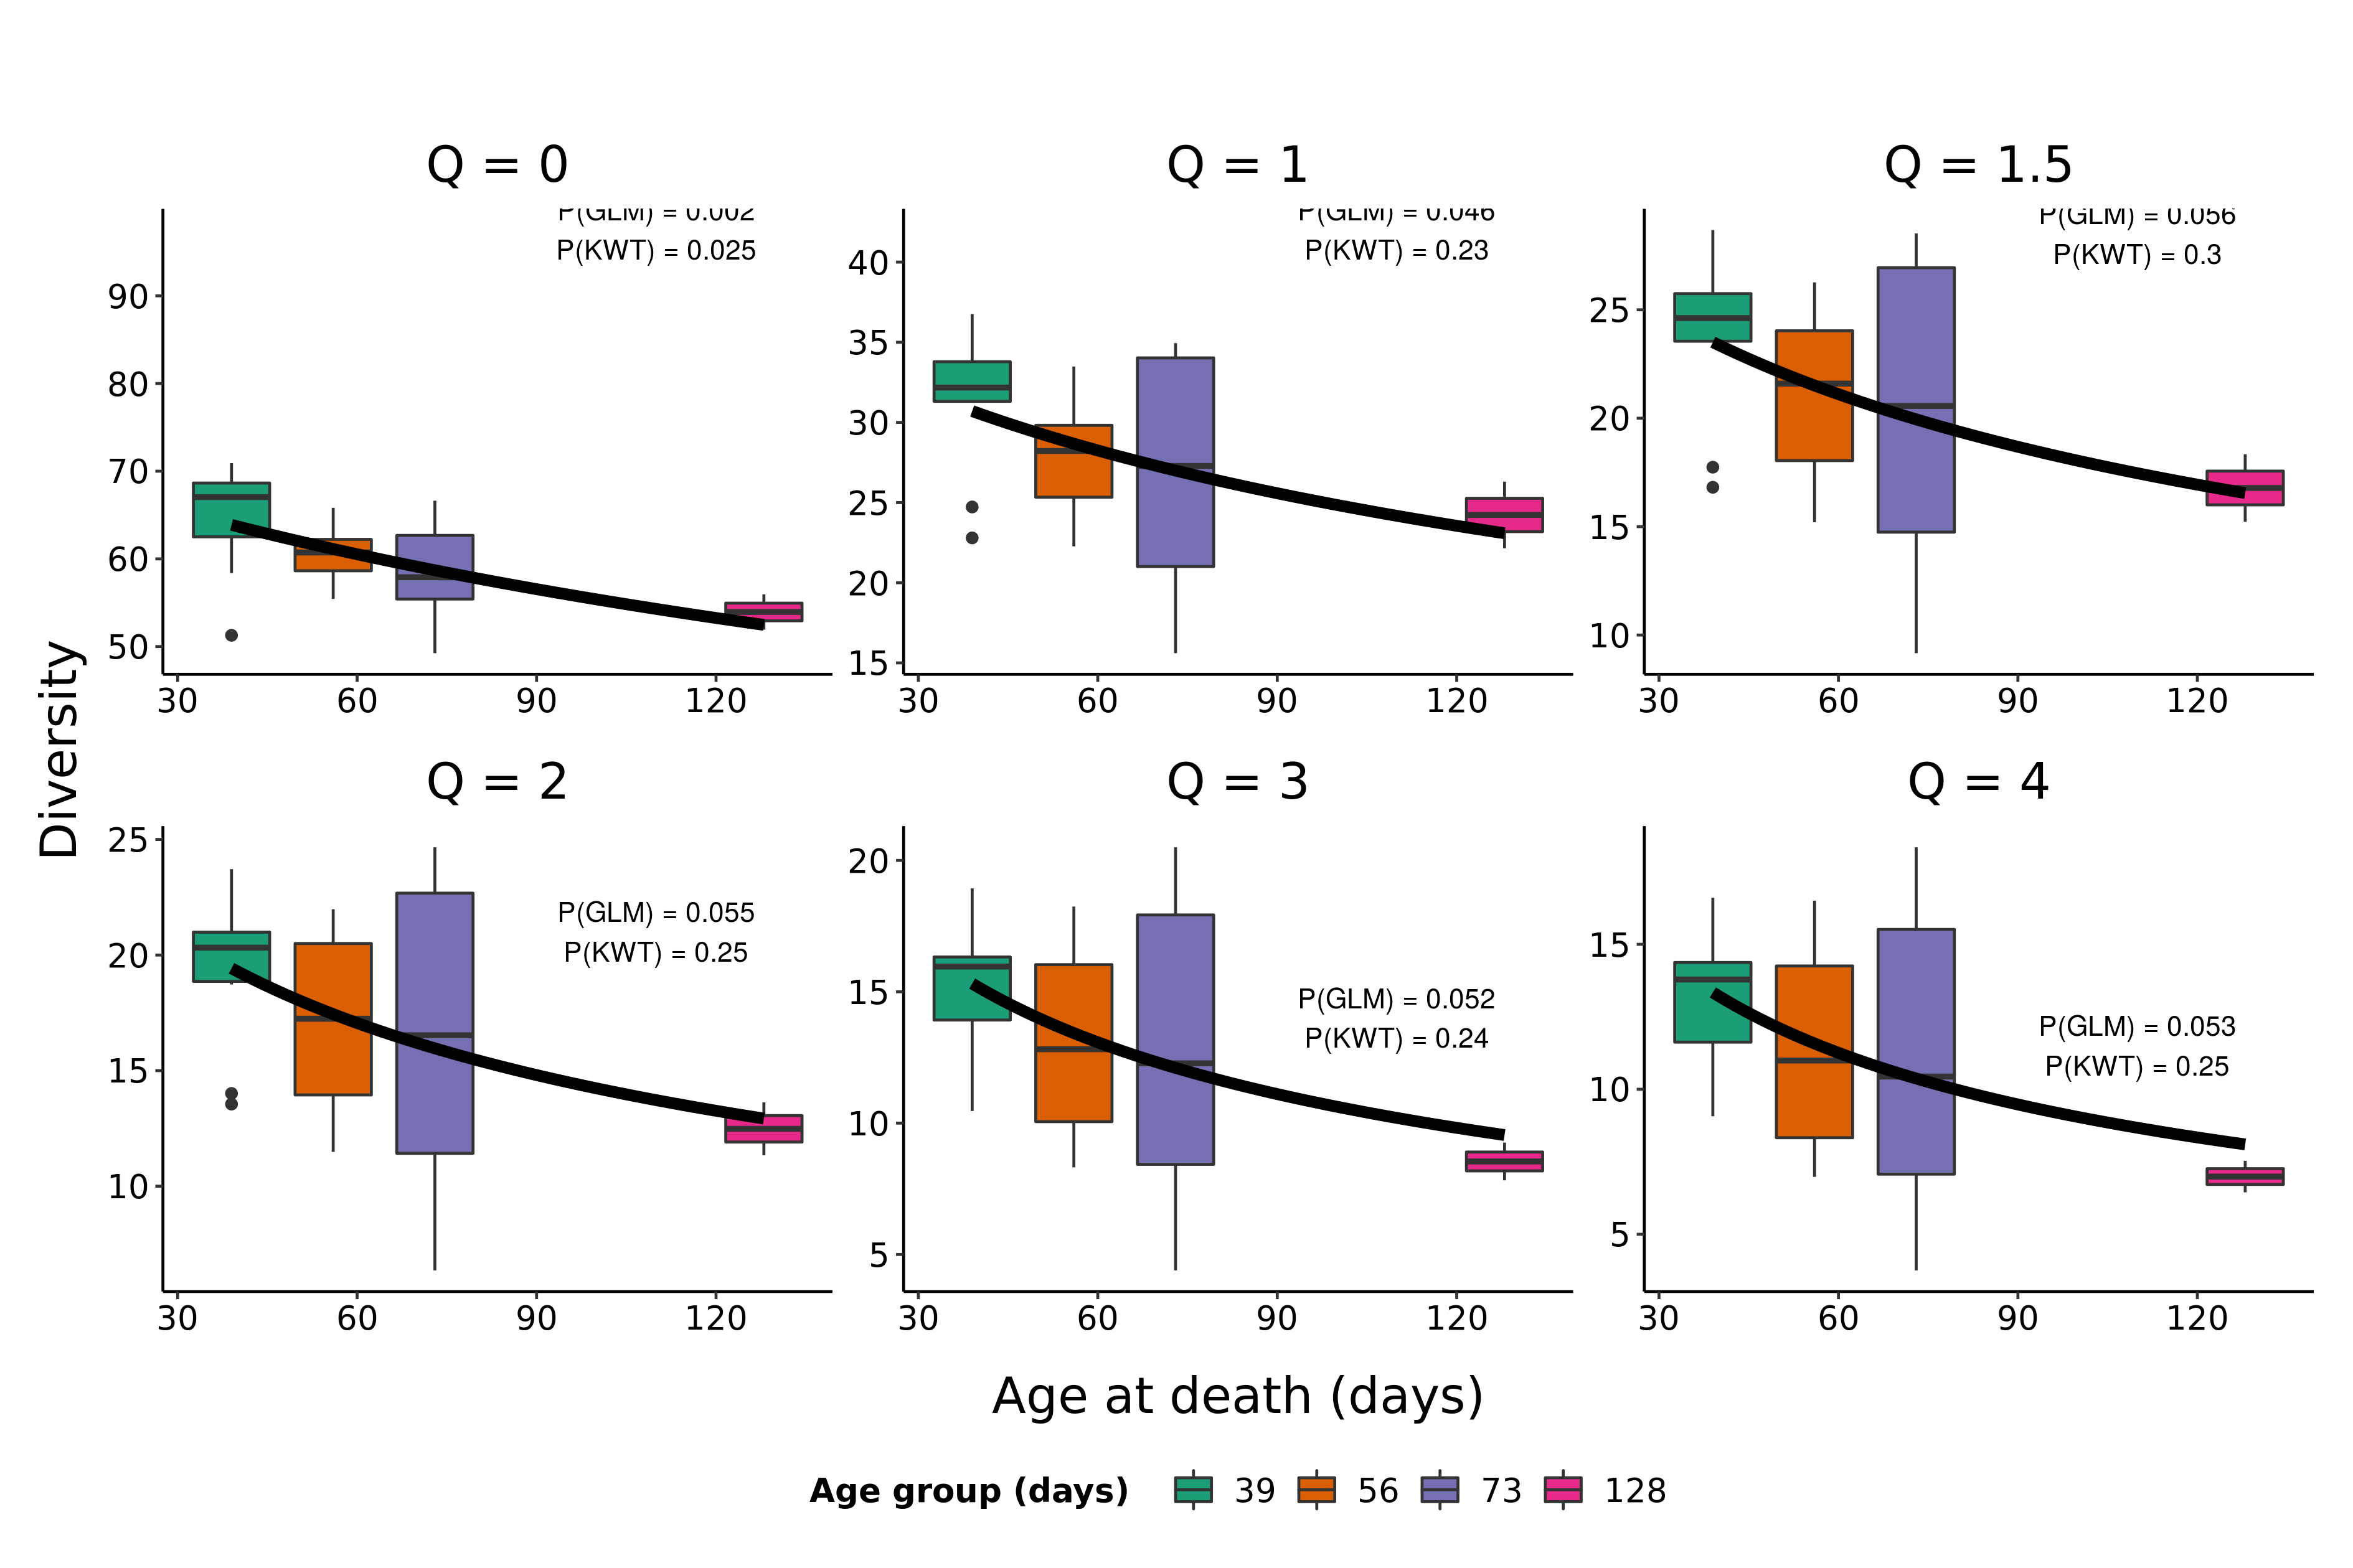 Q = 0
P(GLM) = 0.002
P(KWT) = 0.025
90
80
70
60
50
30 60 90 120
Q = 1
P(GLM) = 0.046
P(KWT) = 0.23
40
35
30
25
20
15
30 60 90 120
Q = 1.5
P(GLM) = 0.056
P(KWT) = 0.3
25
20
15
10
30 60 90 120
Diversity
Q = 2
P(GLM) = 0.055
P(KWT) = 0.25
25
20
15
10
30 60 90 120
Q = 3
P(GLM) = 0.052
P(KWT) = 0.24
20
15
10
5
30 60 90 120
Q = 4
P(GLM) = 0.053
P(KWT) = 0.25
15
10
5
30 60 90 120
Age at death (days)
Age group (days) 39 56 73 128